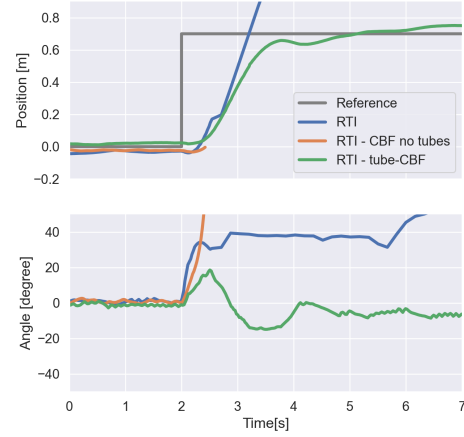 0.8
0.6
0.4
0.2
0.0
−0.2
Position [m]
Reference
RTI
RTI - CBF no tubes
RTI - tube-CBF
40
20
0
−20
−40
Angle [degree]
0 1 2 3 4 5 6 7
Time[s]